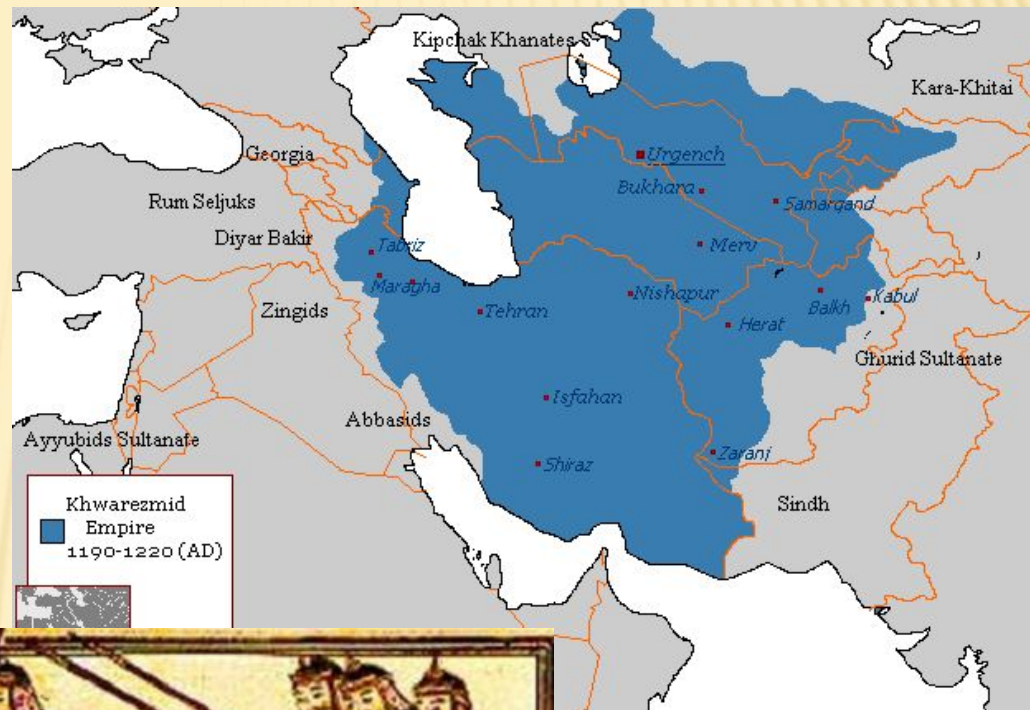 Kipchak Khanates
Kara-Khitai
Georgia
Urgench
Bukhara
Samargand
Rum Seljuks
Diyar Bakir
Tabriz
Merv
Maragha
Nishapur
Balkh
Kabul
Zingids
Tehran
Herat
Ghurid Sultanate
Isfahan
Abbasids
Ayyubids Sultanate
Shiraz
Zaranj
Sindh
Khwarezmid
Empire
1190-1220 (AD)